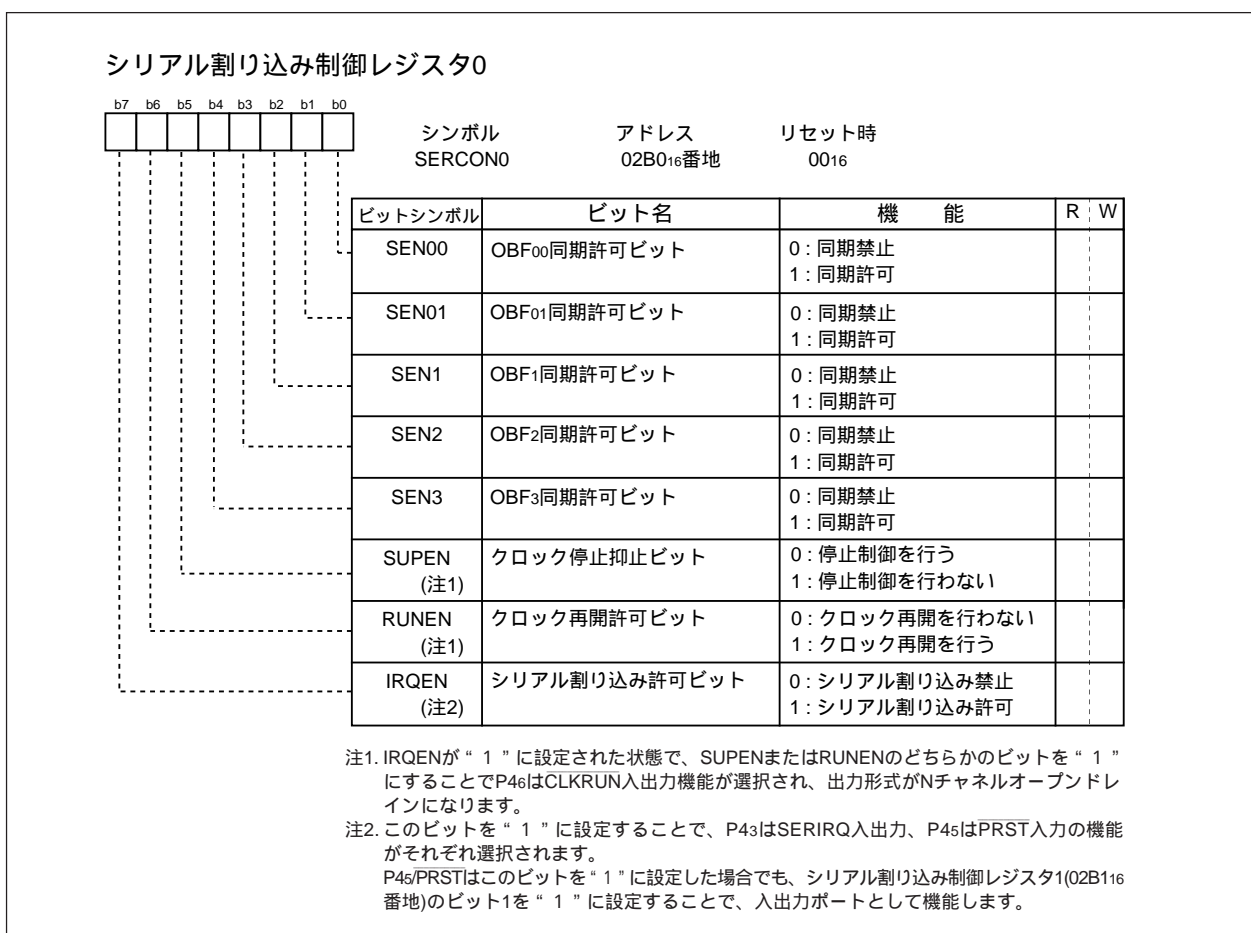 シリアル割り込み制御レジスタ0
b7 b6 b5 b4 b3 b2 b1 b0
シンボル アドレス リセット時
SERCON0 02B016番地 0016
ビットシンボル ビット名 機 能 R W
SEN00 OBF00同期許可ビット 0 : 同期禁止
1 : 同期許可
SEN01 OBF01同期許可ビット 0 : 同期禁止
1 : 同期許可
SEN1 OBF1同期許可ビット 0 : 同期禁止
1 : 同期許可
SEN2 OBF2同期許可ビット 0 : 同期禁止
1 : 同期許可
SEN3 OBF3同期許可ビット 0 : 同期禁止
1 : 同期許可
SUPEN クロック停止抑止ビット 0 : 停止制御を行う
(注1) 1 : 停止制御を行わない
RUNEN クロック再開許可ビット 0 : クロック再開を行わない
(注1) 1 : クロック再開を行う
IRQEN シリアル割り込み許可ビット 0 : シリアル割り込み禁止
(注2) 1 : シリアル割り込み許可
注1. IRQENが“1”に設定された状態で、SUPENまたはRUNENのどちらかのビットを“1”
にすることでP46はCLKRUN入出力機能が選択され、出力形式がNチャネルオープンドレ
インになります。
注2. このビットを“1”に設定することで、P43はSERIRQ入出力、P45はPRST入力の機能
がそれぞれ選択されます。
P45/PRSTはこのビットを“1”に設定した場合でも、シリアル割り込み制御レジスタ1(02B116
番地)のビット1を“1”に設定することで、入出力ポートとして機能します。